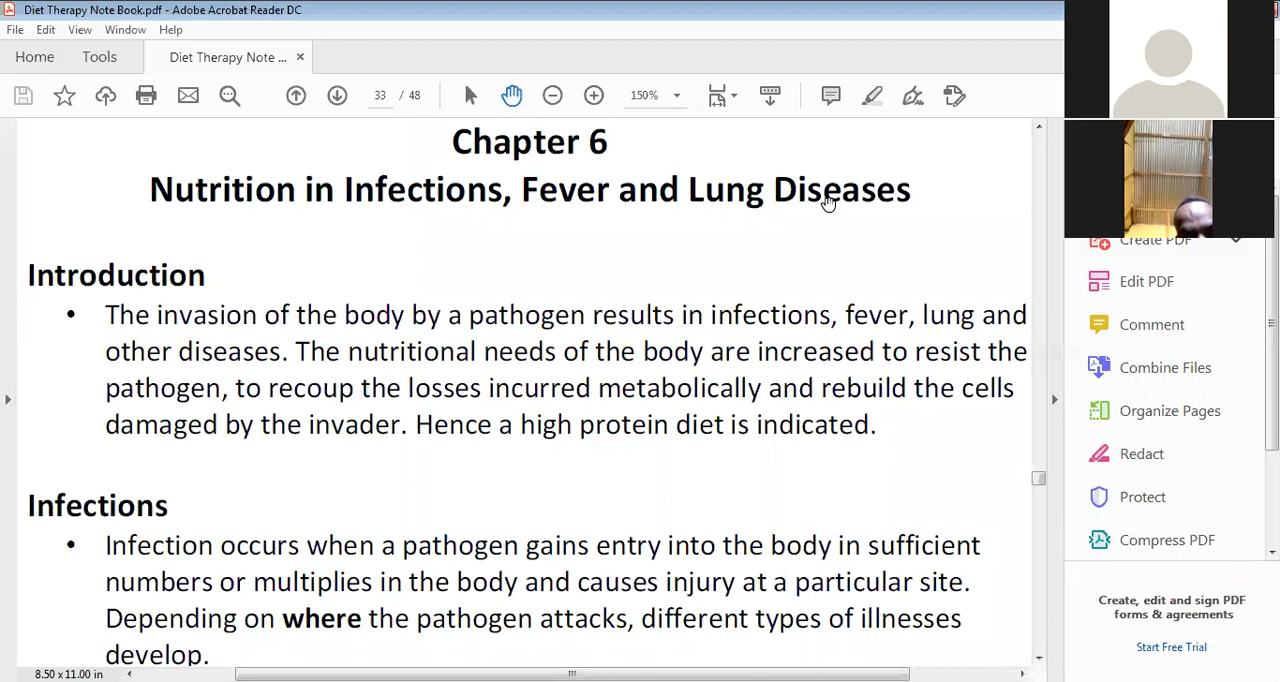 Diet Therapy Note Book.pdf - Adobe Acrobat Reader DC
File Edit View Window Help
Home Tools Diet Therapy Note ... ×
33 / 48 150%
Chapter 6
Nutrition in Infections, Fever and Lung Diseases
Introduction
• The invasion of the body by a pathogen results in infections, fever, lung and
other diseases. The nutritional needs of the body are increased to resist the
pathogen, to recoup the losses incurred metabolically and rebuild the cells
damaged by the invader. Hence a high protein diet is indicated.
Infections
• Infection occurs when a pathogen gains entry into the body in sufficient
numbers or multiplies in the body and causes injury at a particular site.
Depending on where the pathogen attacks, different types of illnesses
develop.
8.50 x 11.00 in
Create PDF
Edit PDF
Comment
Combine Files
Organize Pages
Redact
Protect
Compress PDF
Create, edit and sign PDF
forms & agreements
Start Free Trial